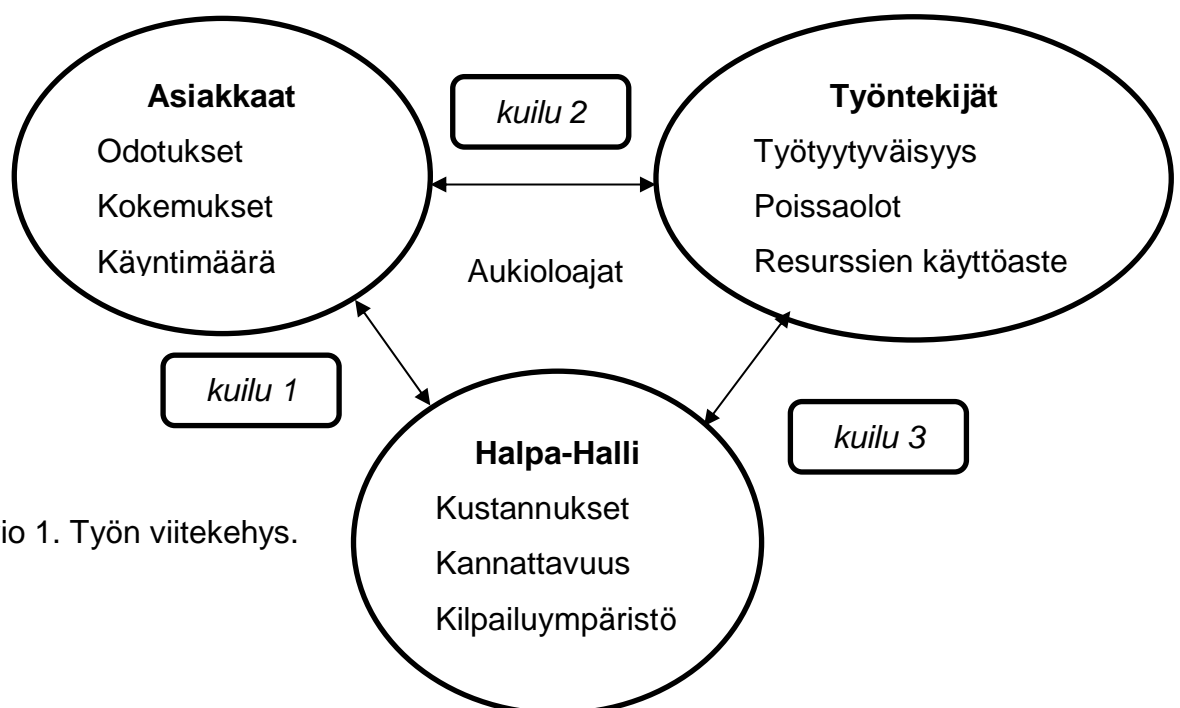 Asiakkaat
Odotukset
Kokemukset
Käyntimäärä
kuilu 2
Työntekijät
Työtyytyväisyys
Poissaolot
Resurssien käyttöaste
Aukioloajat
kuilu 1
kuilu 3
Halpa-Halli
Kustannukset
Kannattavuus
Kilpailuympäristö
io 1. Työn viitekehys.